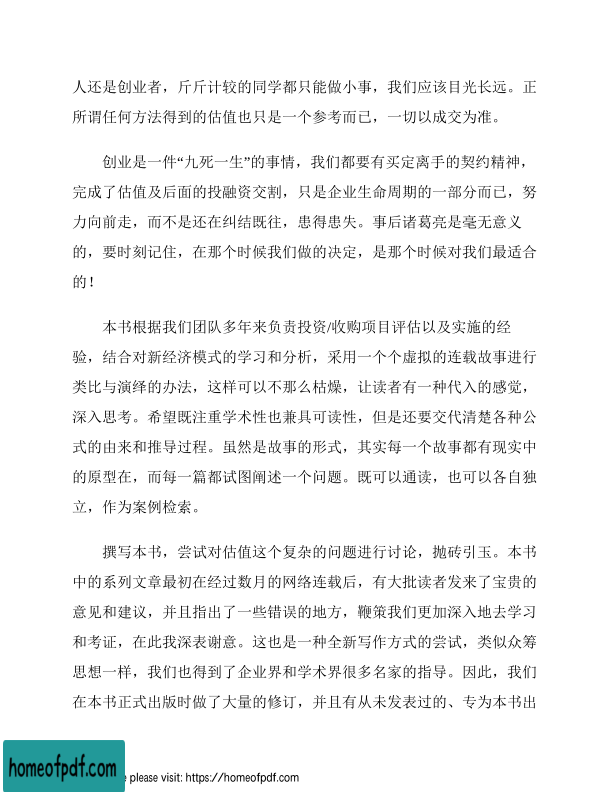 人还是创业者，斤斤计较的同学都只能做小事，我们应该目光长远。正
所谓任何方法得到的估值也只是一个参考而已，一切以成交为准。
创业是一件“九死一生”的事情，我们都要有买定离手的契约精神，
完成了估值及后面的投融资交割，只是企业生命周期的一部分而已，努
力向前走，而不是还在纠结既往，患得患失。事后诸葛亮是毫无意义
的，要时刻记住，在那个时候我们做的决定，是那个时候对我们最适合
的！
本书根据我们团队多年来负责投资/收购项目评估以及实施的经
验，结合对新经济模式的学习和分析，采用一个个虚拟的连载故事进行
类比与演绎的办法，这样可以不那么枯燥，让读者有一种代入的感觉，
深入思考。希望既注重学术性也兼具可读性，但是还要交代清楚各种公
式的由来和推导过程。虽然是故事的形式，其实每一个故事都有现实中
的原型在，而每一篇都试图阐述一个问题。既可以通读，也可以各自独
立，作为案例检索。
撰写本书，尝试对估值这个复杂的问题进行讨论，抛砖引玉。本书
中的系列文章最初在经过数月的网络连载后，有大批读者发来了宝贵的
意见和建议，并且指出了一些错误的地方，鞭策我们更加深入地去学习
和考证，在此我深表谢意。这也是一种全新写作方式的尝试，类似众筹
思想一样，我们也得到了企业界和学术界很多名家的指导。因此，我们
在本书正式出版时做了大量的修订，并且有从未发表过的、专为本书出
homeofpdf.com
please visit: https://homeofpdf.com